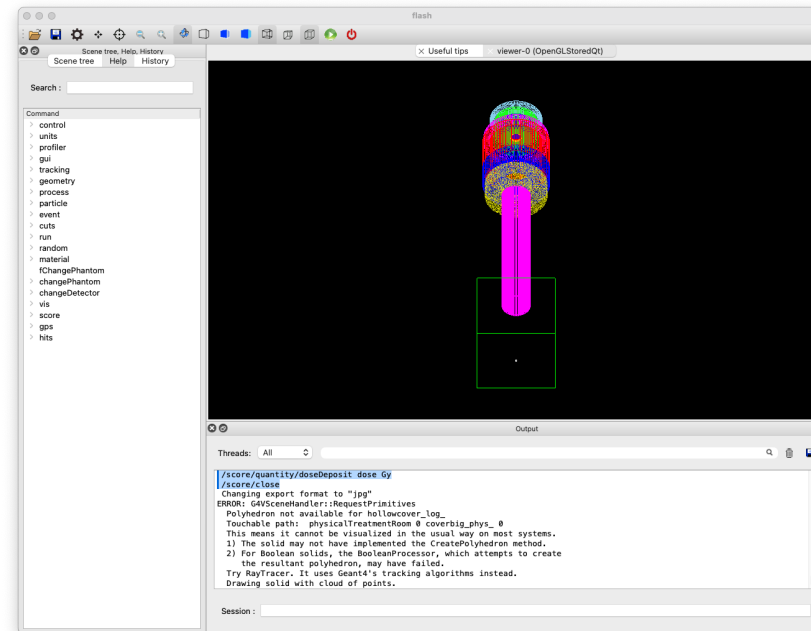 flash
Scene tree, Help, History
Scene tree Help History
Search :
Command
control
units
profiler
gui
tracking
geometry
process
particle
event
cuts
run
random
material
fChangePhantom
changePhantom
changeDetector
vis
score
gps
hits
Useful tips viewer-0 (OpenGLStoredQt)
Output
Threads: All
/score/quantity/doseDeposit dose Gy
/score/close
Changing export format to "jpg"
ERROR: G4VSceneHandler::RequestPrimitives
Polyhedron not available for hollowcover_log_
Touchable path: physicalTreatmentRoom 0 coverbig_phys_ 0
This means it cannot be visualized in the usual way on most systems.
1) The solid may not have implemented the CreatePolyhedron method.
2) For Boolean solids, the BooleanProcessor, which attempts to create
the resultant polyhedron, may have failed.
Try RayTracer. It uses Geant4's tracking algorithms instead.
Drawing solid with cloud of points.
Session :